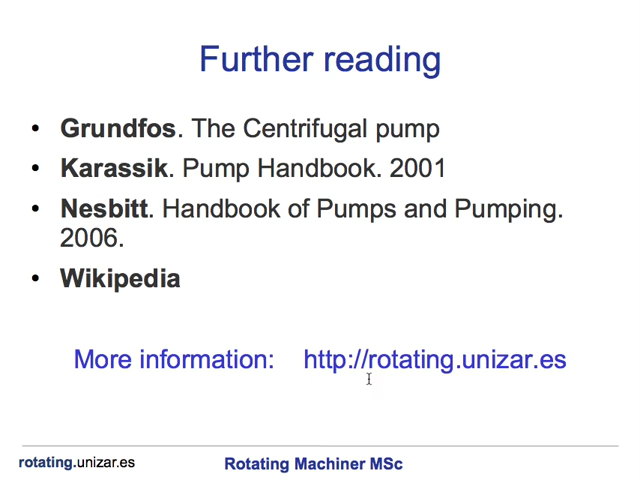 Further reading
• Grundfos. The Centrifugal pump
• Karassik. Pump Handbook. 2001
• Nesbitt. Handbook of Pumps and Pumping.
2006.
• Wikipedia
More information: http://rotating.unizar.es
rotating.unizar.es Rotating Machiner MSc